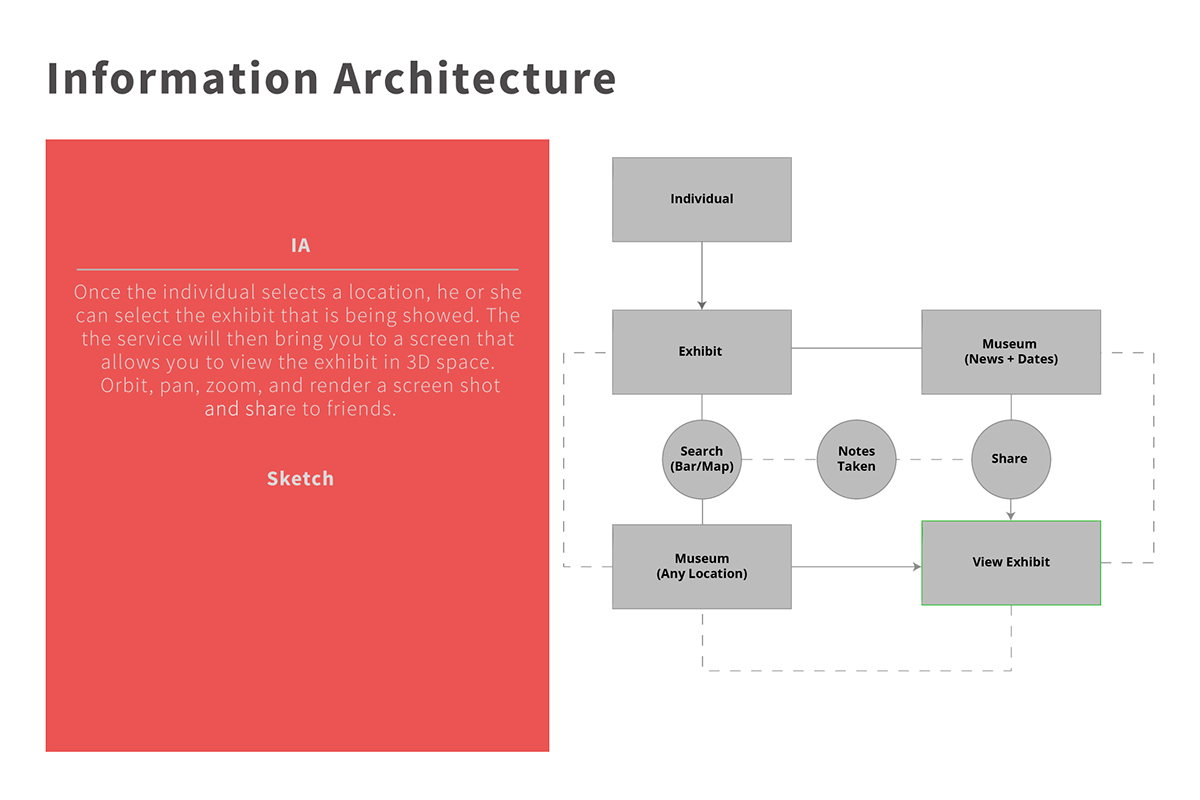 Information Architecture
IA
Once the individual selects a location, he or she
can select the exhibit that is being showed. The
the service will then bring you to a screen that
allows you to view the exhibit in 3D space.
Orbit, pan, zoom, and render a screen shot
and share to friends.
Sketch
Individual
Exhibit
Museum
(News + Dates)
Search
(Bar/Map)
Notes
Taken
Share
Museum
(Any Location)
View Exhibit